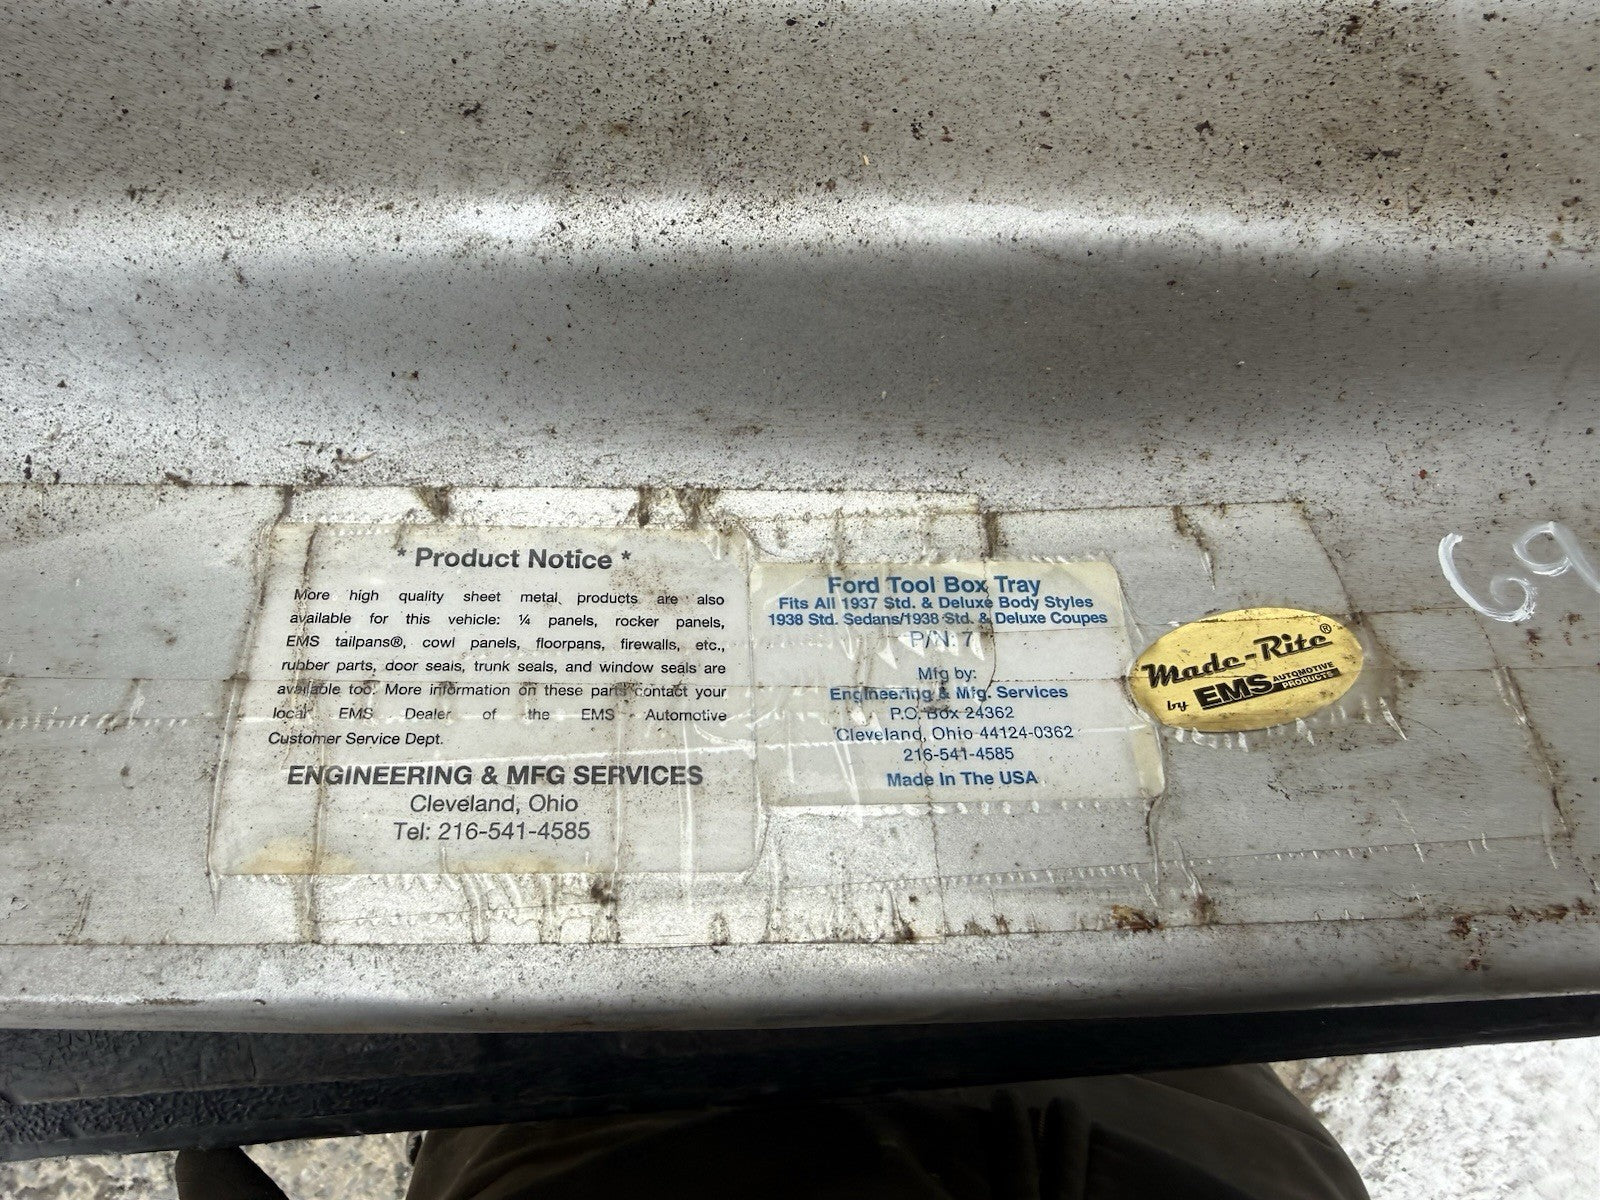 * Product Notice *
More high quality sheet metal products are also
available for this vehicle: ¼ panels, rocker panels,
EMS tailpans®, cowl panels, floorpans, firewalls, etc.,
rubber parts, door seals, trunk seals, and window seals are
available too. More information on these parts contact your
local EMS Dealer of the EMS Automotive
Customer Service Dept.
ENGINEERING & MFG SERVICES
Cleveland, Ohio
Tel: 216-541-4585
Ford Tool Box Tray
Fits All 1937 Std. & Deluxe Body Styles
1938 Std. Sedans/1938 Std. & Deluxe Coupes
P/N: 7
Mfg by:
Engineering & Mfg. Services
P.O. Box 24362
Cleveland, Ohio 44124-0362
216-541-4585
Made In The USA
Made-Rite®
by EMS AUTOMOTIVE
PRODUCTS
69